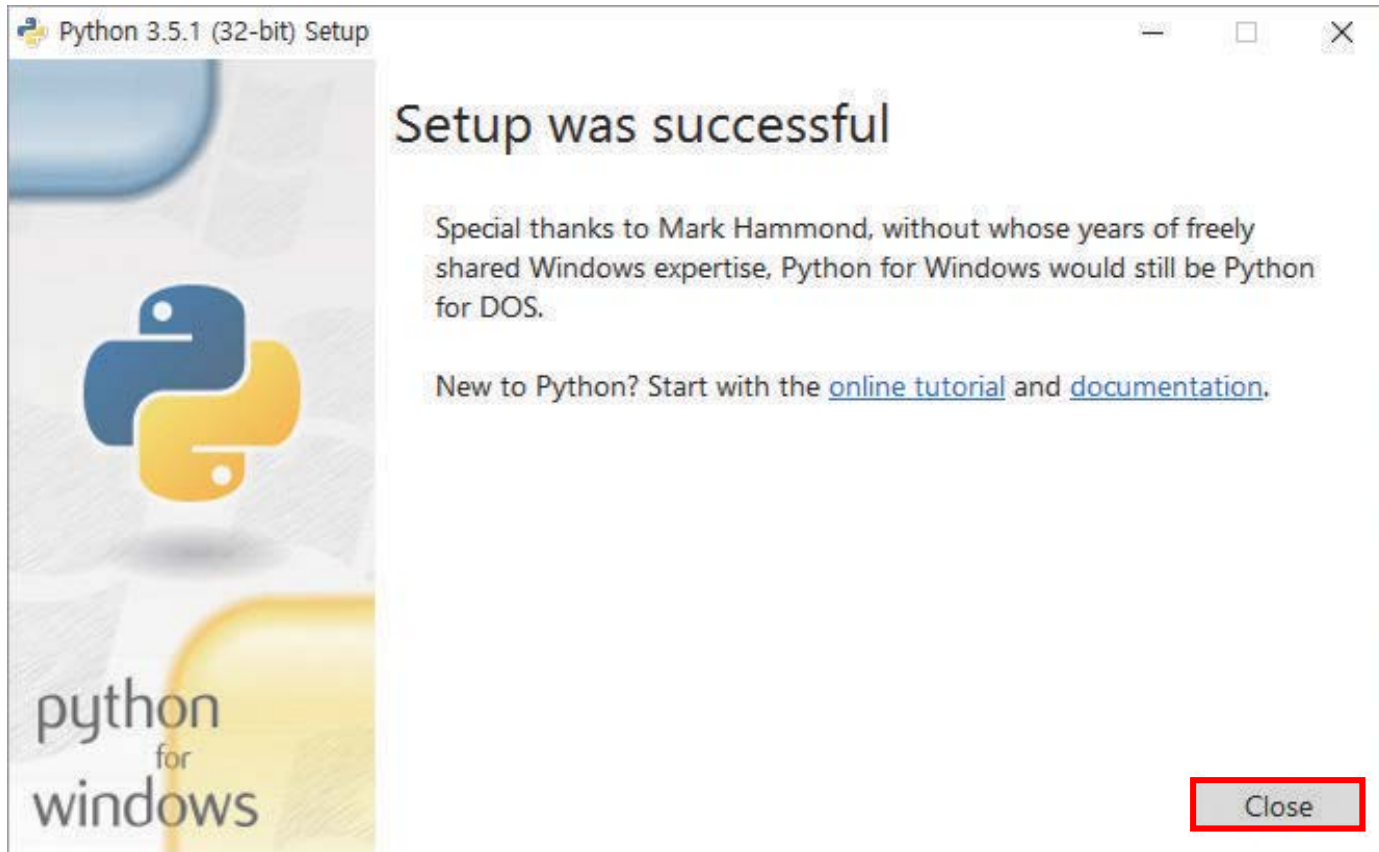 Python 3.5.1 (32-bit) Setup
Setup was successful
Special thanks to Mark Hammond, without whose years of freely
shared Windows expertise, Python for Windows would still be Python
for DOS.
New to Python? Start with the online tutorial and documentation.
python
for
windows
Close